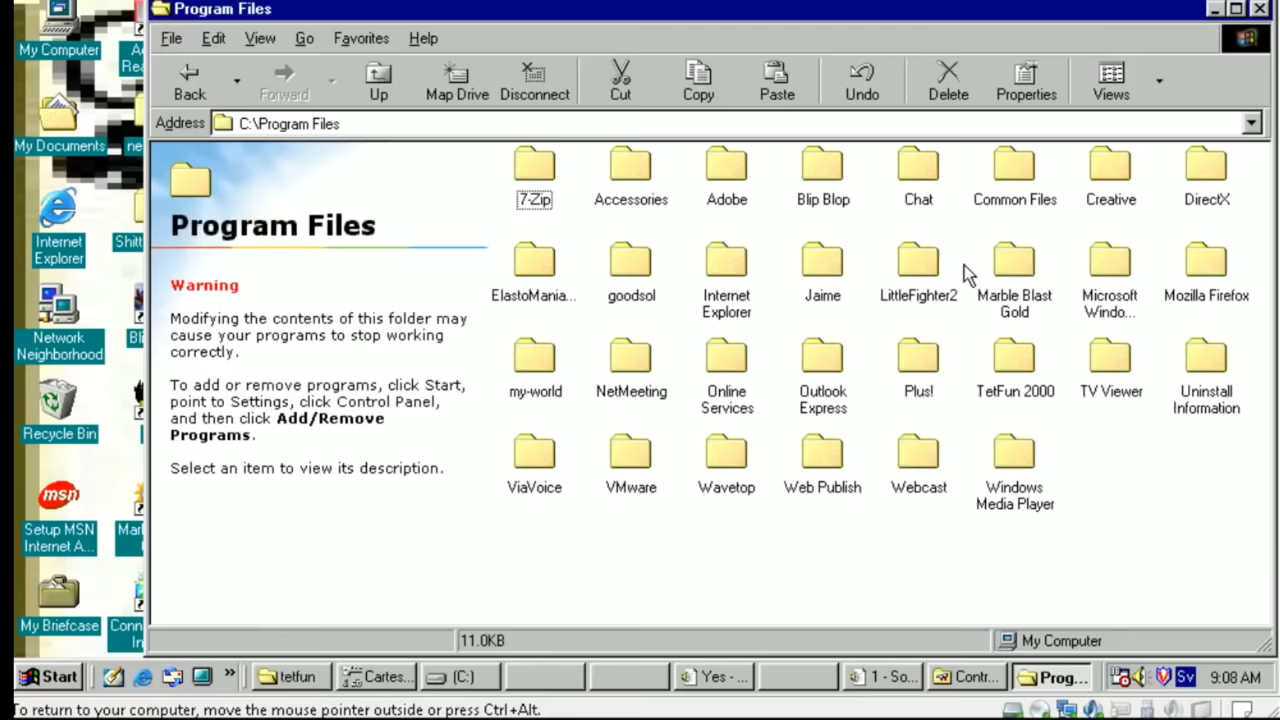 Program Files
My Computer
File Edit View Go Favorites Help
Back Forward Up Map Drive Disconnect Cut Copy Paste Undo Delete Properties Views
Address C:\Program Files
My Documents
Program Files
7-Zip Accessories Adobe Blip Blop Chat Common Files Creative DirectX
Internet
Explorer
Warning
Modifying the contents of this folder may
cause your programs to stop working
correctly.
ElastoMania... goodsol Internet Jaime LittleFighter2 Marble Blast Microsoft Mozilla Firefox
Explorer Gold Windo...
Network
Neighborhood
To add or remove programs, click Start,
point to Settings, click Control Panel,
and then click Add/Remove
Programs.
my-world NetMeeting Online Outlook Plus! TetFun 2000 TV Viewer Uninstall
Services Express Information
Recycle Bin
Select an item to view its description.
ViaVoice VMware Wavetop Web Publish Webcast Windows
Media Player
msn
Setup MSN
Internet A...
My Briefcase
11.0KB My Computer
Start » tetfun Cartes... (C:) Yes - ... 1 - So... Contr... Prog... Sv 9:08 AM
To return to your computer, move the mouse pointer outside or press Ctrl+Alt.